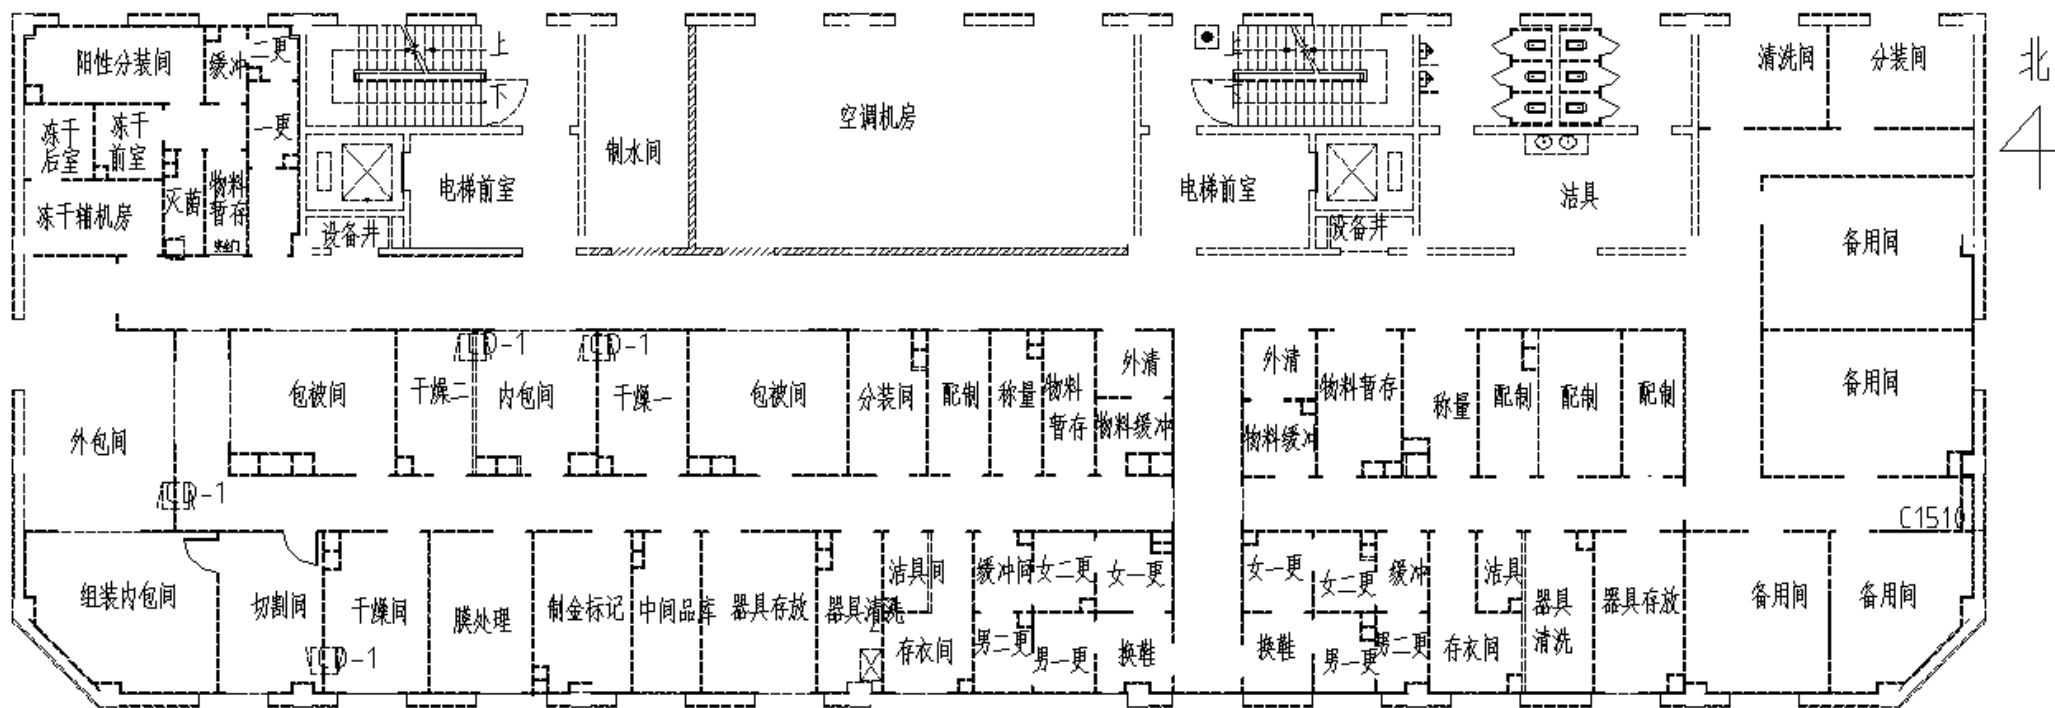 阳性分装间
缓冲
二更
上
下
上
下
清洗间
分装间
北
冻干
后室
冻干
前室
一更
制水间
空调机房
灭菌
物料
暂存
电梯前室
电梯前室
洁具
冻干辅机房
设备井
设备井
备用间
CD-1
CD-1
外清
外清
包被间
干燥二
内包间
干燥一
包被间
分装间
配制
称量
物料
暂存
物料缓冲
物料缓冲
物料暂存
称量
配制
配制
配制
备用间
外包间
CD-1
C1510
组装内包间
切割间
干燥间
膜处理
制金标记
中间品库
器具存放
器具清洗
洁具间
缓冲间
女二更
女一更
女一更
女二更
缓冲
洁具
存衣间
男二更
男一更
换鞋
换鞋
男一更
男二更
存衣间
器具
清洗
器具存放
备用间
备用间
CD-1